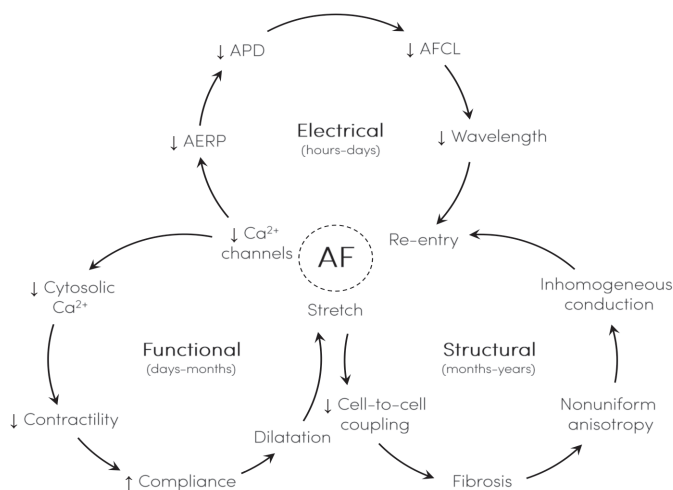 ↓ APD
↓ AFCL
↓ AERP
Electrical
(hours–days)
↓ Wavelength
↓ Ca²⁺
channels
AF
Re-entry
↓ Cytosolic
Ca²⁺
Stretch
Inhomogeneous
conduction
Functional
(days–months)
Structural
(months–years)
↓ Contractility
Dilatation
↓ Cell-to-cell
coupling
Nonuniform
anisotropy
↑ Compliance
Fibrosis